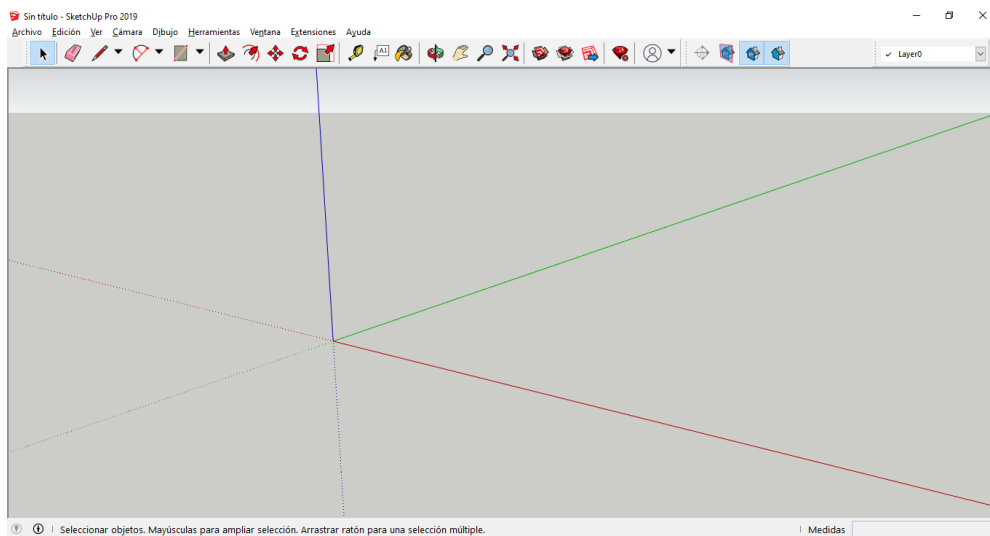 Sin título - SketchUp Pro 2019
Archivo Edición Ver Cámara Dibujo Herramientas Ventana Extensiones Ayuda
A1
Layer0
Seleccionar objetos. Mayúsculas para ampliar selección. Arrastrar ratón para una selección múltiple.
Medidas